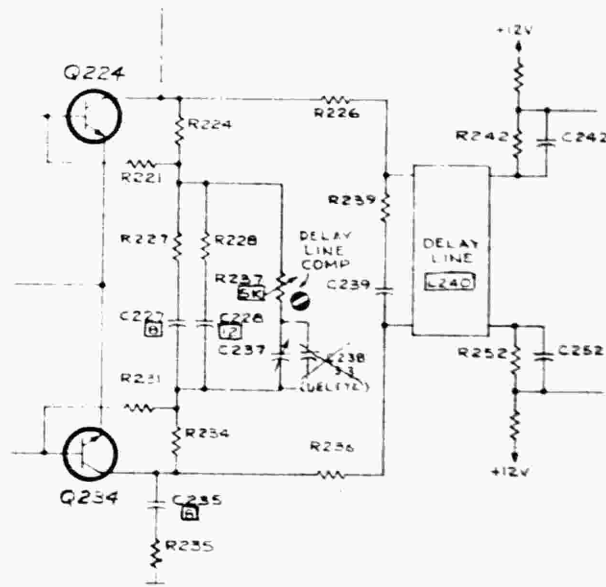 +12V
Q224
R224
R226
R242
C242
R221
R239
R227
R228
DELAY
LINE
COMP
DELAY
LINE
L240
R237
5K
C239
C227
8
C228
12
C237
C238
3.3
(DELETE)
R252
C252
R231
R234
R236
Q234
C235
R235
+12V